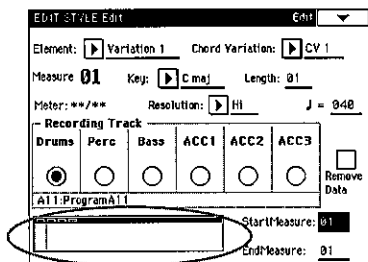 EDIT STYLE Edit Edit
Element: Variation 1 Chord Variation: CV 1
Measure 01 Key: C maj Length: 01
Meter: **/** Resolution: Hi ♩ = 040
Recording Track
Drums Perc Bass ACC1 ACC2 ACC3
Remove
Data
A11:ProgramA11
StartMeasure: 01
EndMeasure: 01